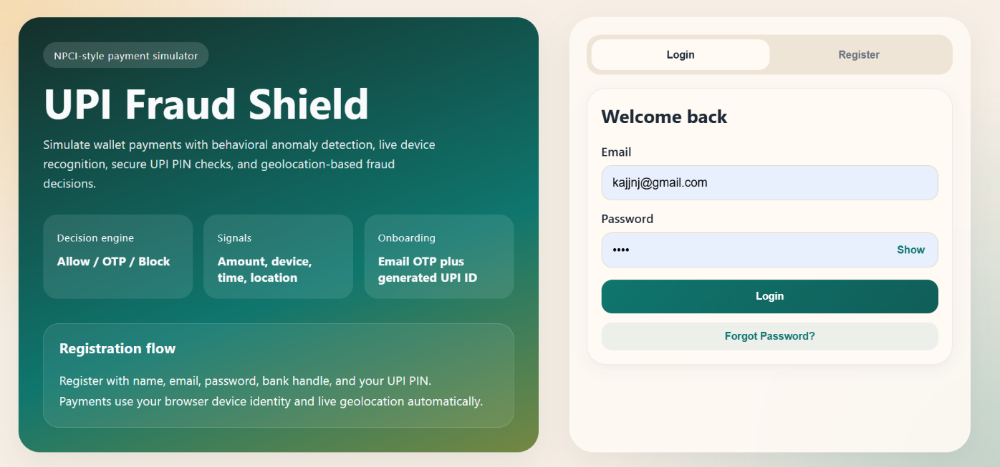 NPCI-style payment simulator
UPI Fraud Shield
Simulate wallet payments with behavioral anomaly detection, live device
recognition, secure UPI PIN checks, and geolocation-based fraud
decisions.
Decision engine
Allow / OTP / Block
Signals
Amount, device,
time, location
Onboarding
Email OTP plus
generated UPI ID
Registration flow
Register with name, email, password, bank handle, and your UPI PIN.
Payments use your browser device identity and live geolocation automatically.
Login
Register
Welcome back
Email
kajjnj@gmail.com
Password
••••
Show
Login
Forgot Password?